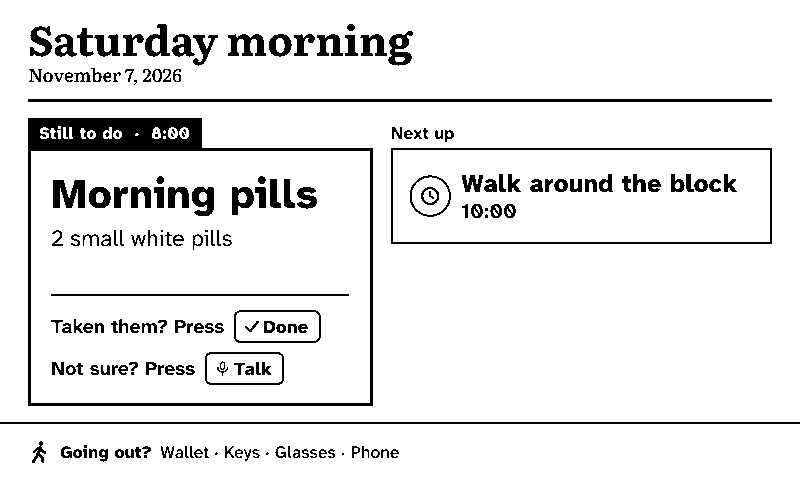 Saturday morning
November 7, 2026
Still to do · 8:00
Morning pills
2 small white pills
Taken them? Press Done
Not sure? Press Talk
Next up
Walk around the block
10:00
Going out? Wallet · Keys · Glasses · Phone